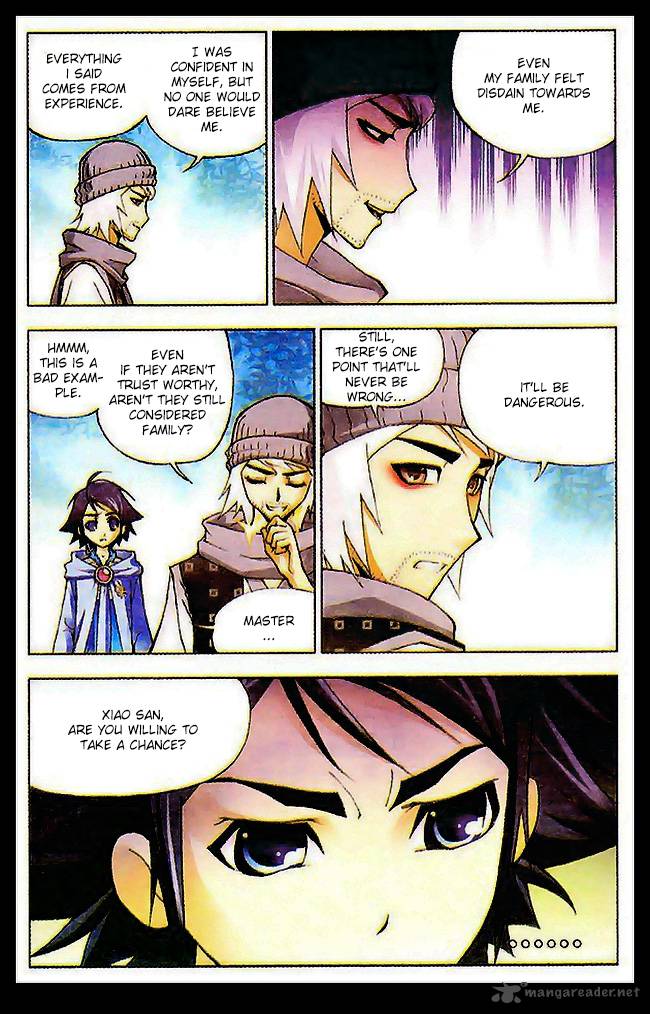 EVERYTHING
I SAID
COMES FROM
EXPERIENCE.
I WAS
CONFIDENT IN
MYSELF, BUT
NO ONE WOULD
DARE BELIEVE
ME.
EVEN
MY FAMILY FELT
DISDAIN TOWARDS
ME.
HMMM,
THIS IS A
BAD EXAM-
PLE.
EVEN
IF THEY AREN'T
TRUST WORTHY,
AREN'T THEY STILL
CONSIDERED
FAMILY?
MASTER
...
STILL,
THERE'S ONE
POINT THAT'LL
NEVER BE
WRONG...
IT'LL BE
DANGEROUS.
XIAO SAN,
ARE YOU WILLING TO
TAKE A CHANCE?
。。。。。。
mangareader.net